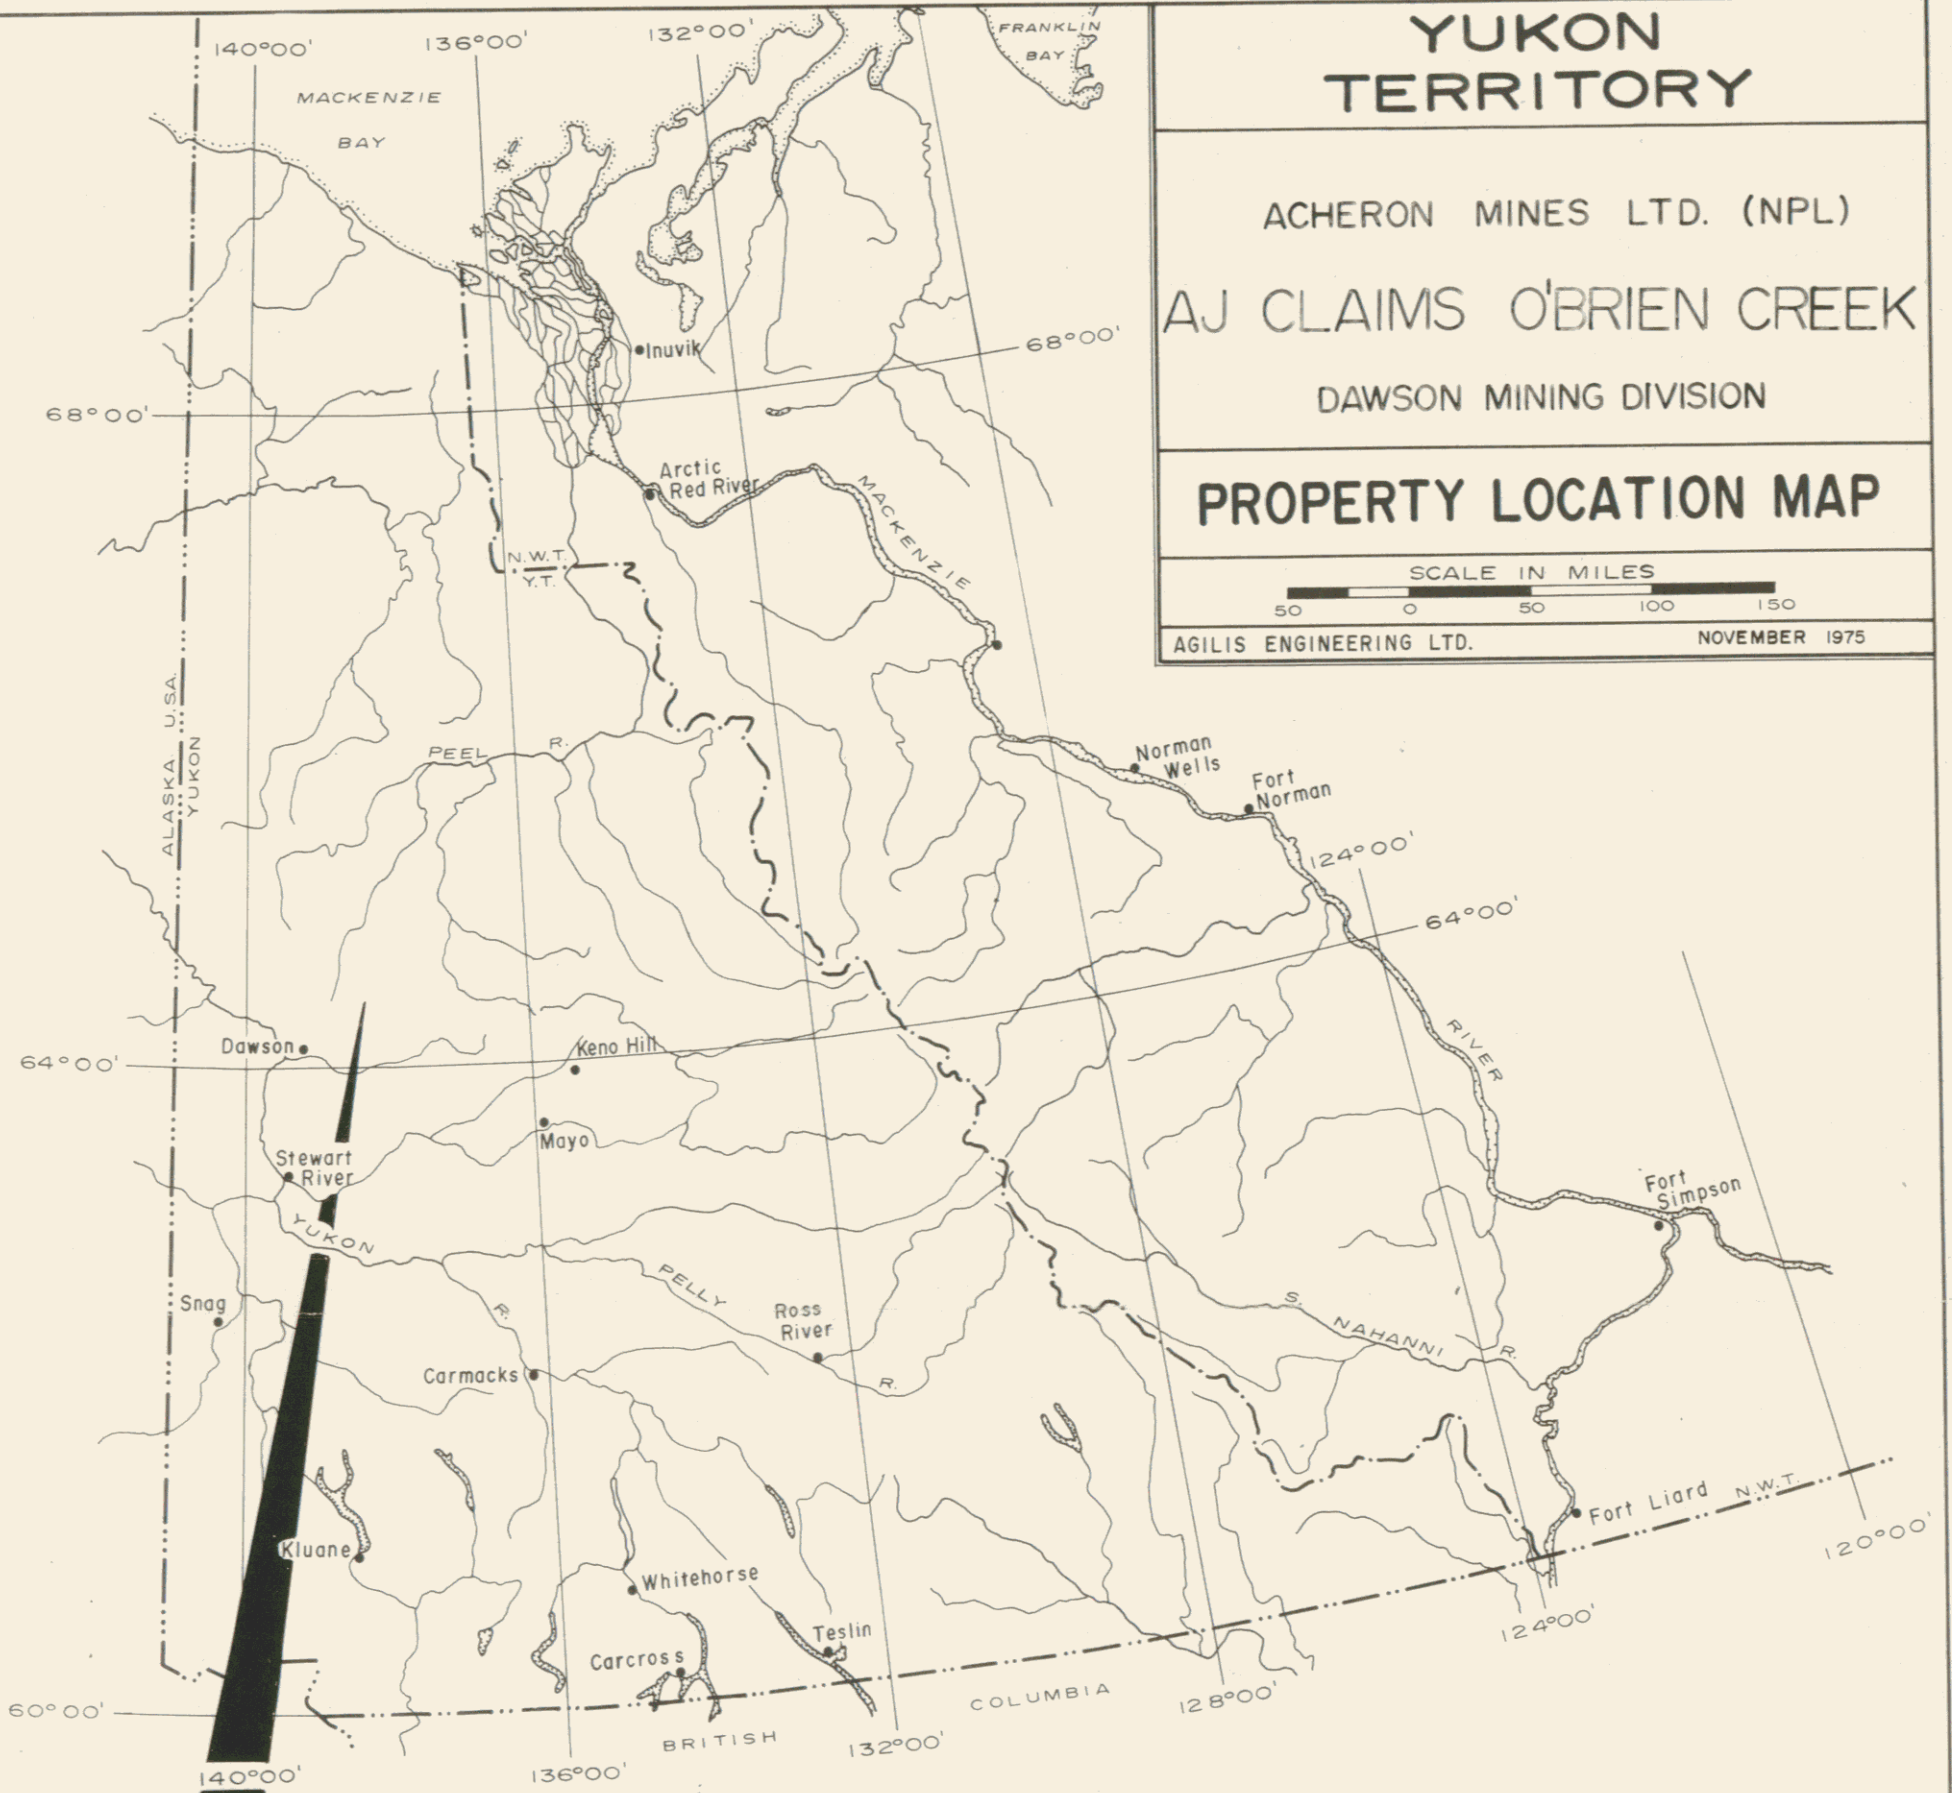 YUKON
TERRITORY
ACHERON MINES LTD. (NPL)
AJ CLAIMS O'BRIEN CREEK
DAWSON MINING DIVISION
PROPERTY LOCATION MAP
SCALE IN MILES
50 0 50 100 150
AGILIS ENGINEERING LTD. NOVEMBER 1975
140°00' 136°00' 132°00'
FRANKLIN
BAY
MACKENZIE
BAY
Inuvik
68°00'
68°00'
Arctic
Red River
MACKENZIE
N.W.T.
Y.T.
ALASKA U.S.A.
YUKON
PEEL R.
Norman
Wells
Fort
Norman
124°00'
64°00'
RIVER
Dawson
Keno Hill
64°00'
Mayo
Stewart
River
Fort
Simpson
YUKON
R.
PELLY
R.
Snag
Ross
River
S. NAHANNI R.
Carmacks
Fort Liard
N.W.T.
Kluane
Whitehorse
120°00'
Teslin
124°00'
Carcross
60°00'
BRITISH COLUMBIA
128°00'
132°00'
140°00' 136°00'